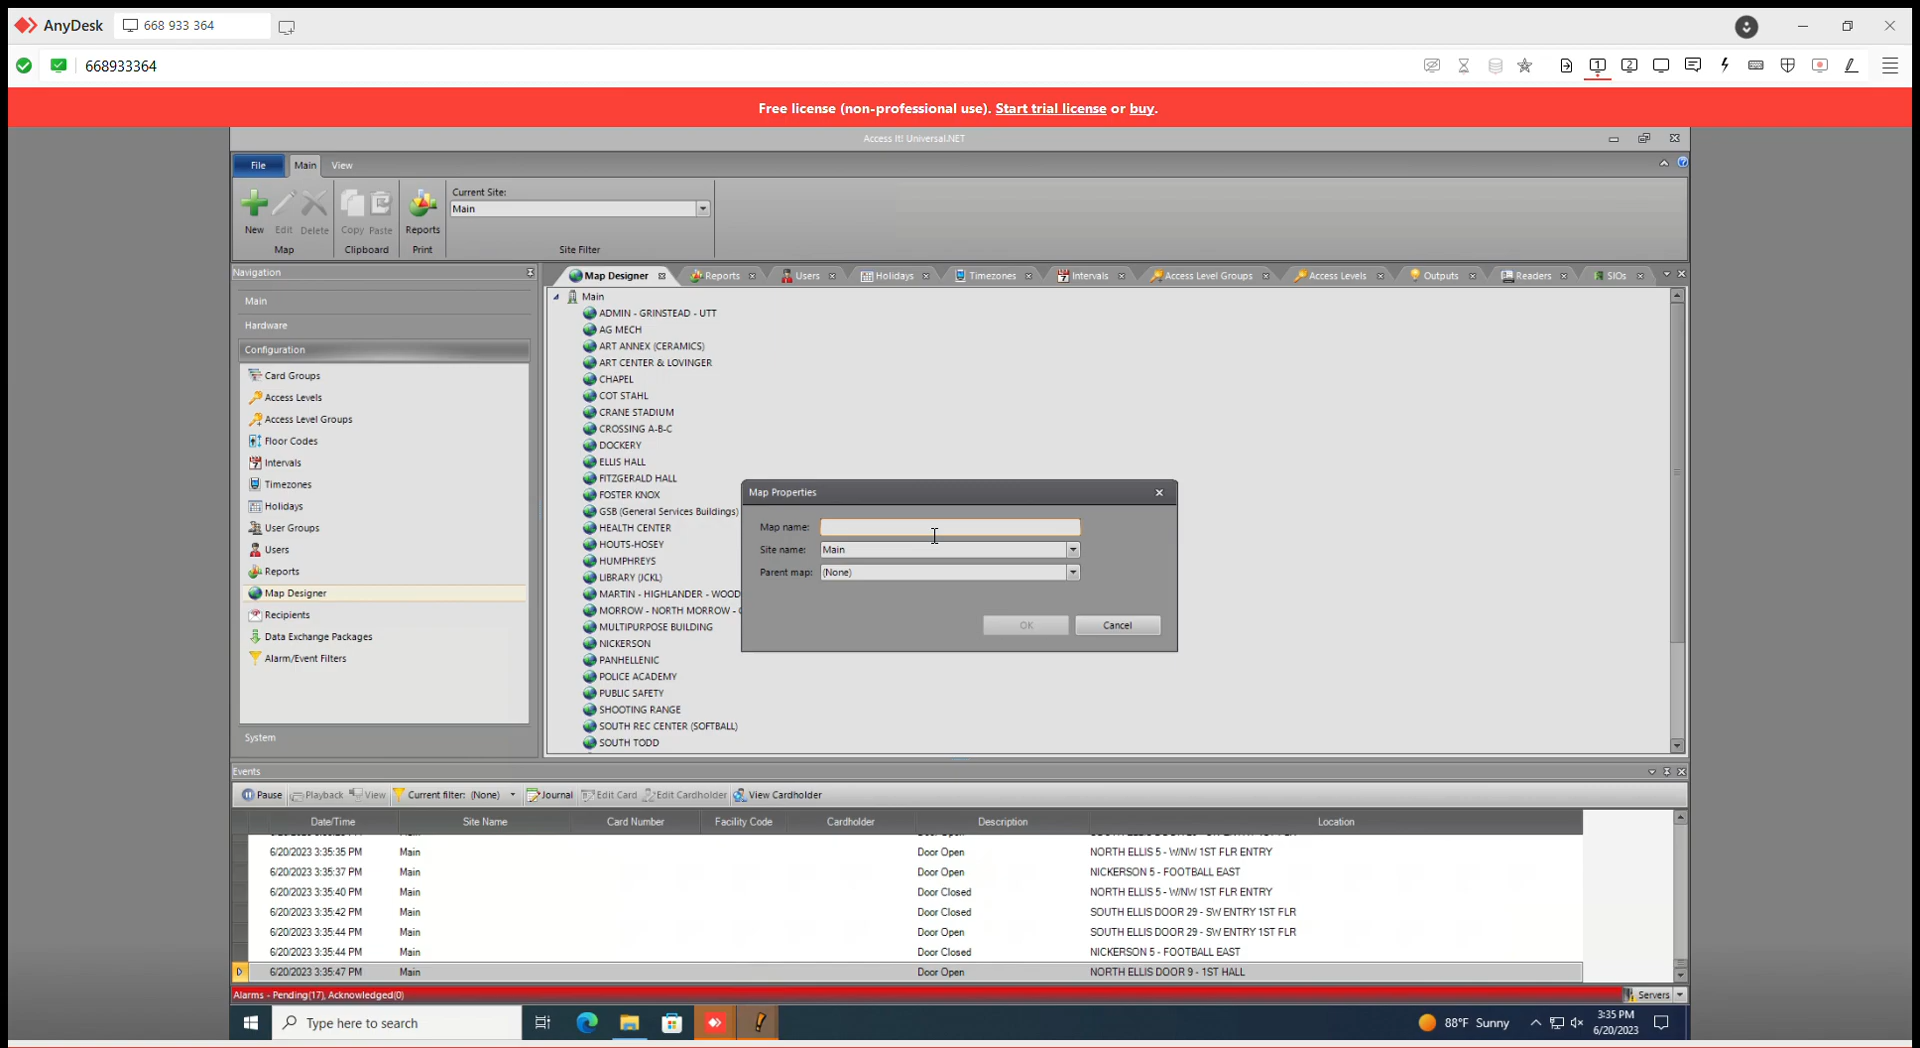 AnyDesk 668 933 364
668933364
Free license (non-professional use). Start trial license or buy.
Access It! Universal.NET
File Main View
Current Site:
Main
New Edit Delete Copy Paste Reports
Map Clipboard Print Site Filter
Navigation
Main
Hardware
Configuration
Card Groups
Access Levels
Access Level Groups
Floor Codes
Intervals
Timezones
Holidays
User Groups
Users
Reports
Map Designer
Recipients
Data Exchange Packages
Alarm/Event Filters
System
Map Designer Reports Users Holidays Timezones Intervals Access Level Groups Access Levels Outputs Readers SIOs
Main
ADMIN - GRINSTEAD - UTT
AG MECH
ART ANNEX (CERAMICS)
ART CENTER & LOVINGER
CHAPEL
COT STAHL
CRANE STADIUM
CROSSING A-B-C
DOCKERY
ELLIS HALL
FITZGERALD HALL
FOSTER KNOX
GSB (General Services Buildings)
HEALTH CENTER
HOUTS-HOSEY
HUMPHREYS
LIBRARY (JCKL)
MARTIN - HIGHLANDER - WOOD
MORROW - NORTH MORROW -
MULTIPURPOSE BUILDING
NICKERSON
PANHELLENIC
POLICE ACADEMY
PUBLIC SAFETY
SHOOTING RANGE
SOUTH REC CENTER (SOFTBALL)
SOUTH TODD
Map Properties
Map name:
Site name: Main
Parent map: (None)
OK Cancel
Events
Pause Playback View Current filter: (None) Journal Edit Card Edit Cardholder View Cardholder
Date/Time Site Name Card Number Facility Code Cardholder Description Location
6/20/2023 3:35:35 PM Main Door Open NORTH ELLIS 5 - W/NW 1ST FLR ENTRY
6/20/2023 3:35:37 PM Main Door Open NICKERSON 5 - FOOTBALL EAST
6/20/2023 3:35:40 PM Main Door Closed NORTH ELLIS 5 - W/NW 1ST FLR ENTRY
6/20/2023 3:35:42 PM Main Door Closed SOUTH ELLIS DOOR 29 - SW ENTRY 1ST FLR
6/20/2023 3:35:44 PM Main Door Open SOUTH ELLIS DOOR 29 - SW ENTRY 1ST FLR
6/20/2023 3:35:44 PM Main Door Closed NICKERSON 5 - FOOTBALL EAST
D 6/20/2023 3:35:47 PM Main Door Open NORTH ELLIS DOOR 9 - 1ST HALL
Alarms - Pending(17), Acknowledged(0) Servers
Type here to search 88°F Sunny 3:35 PM
6/20/2023